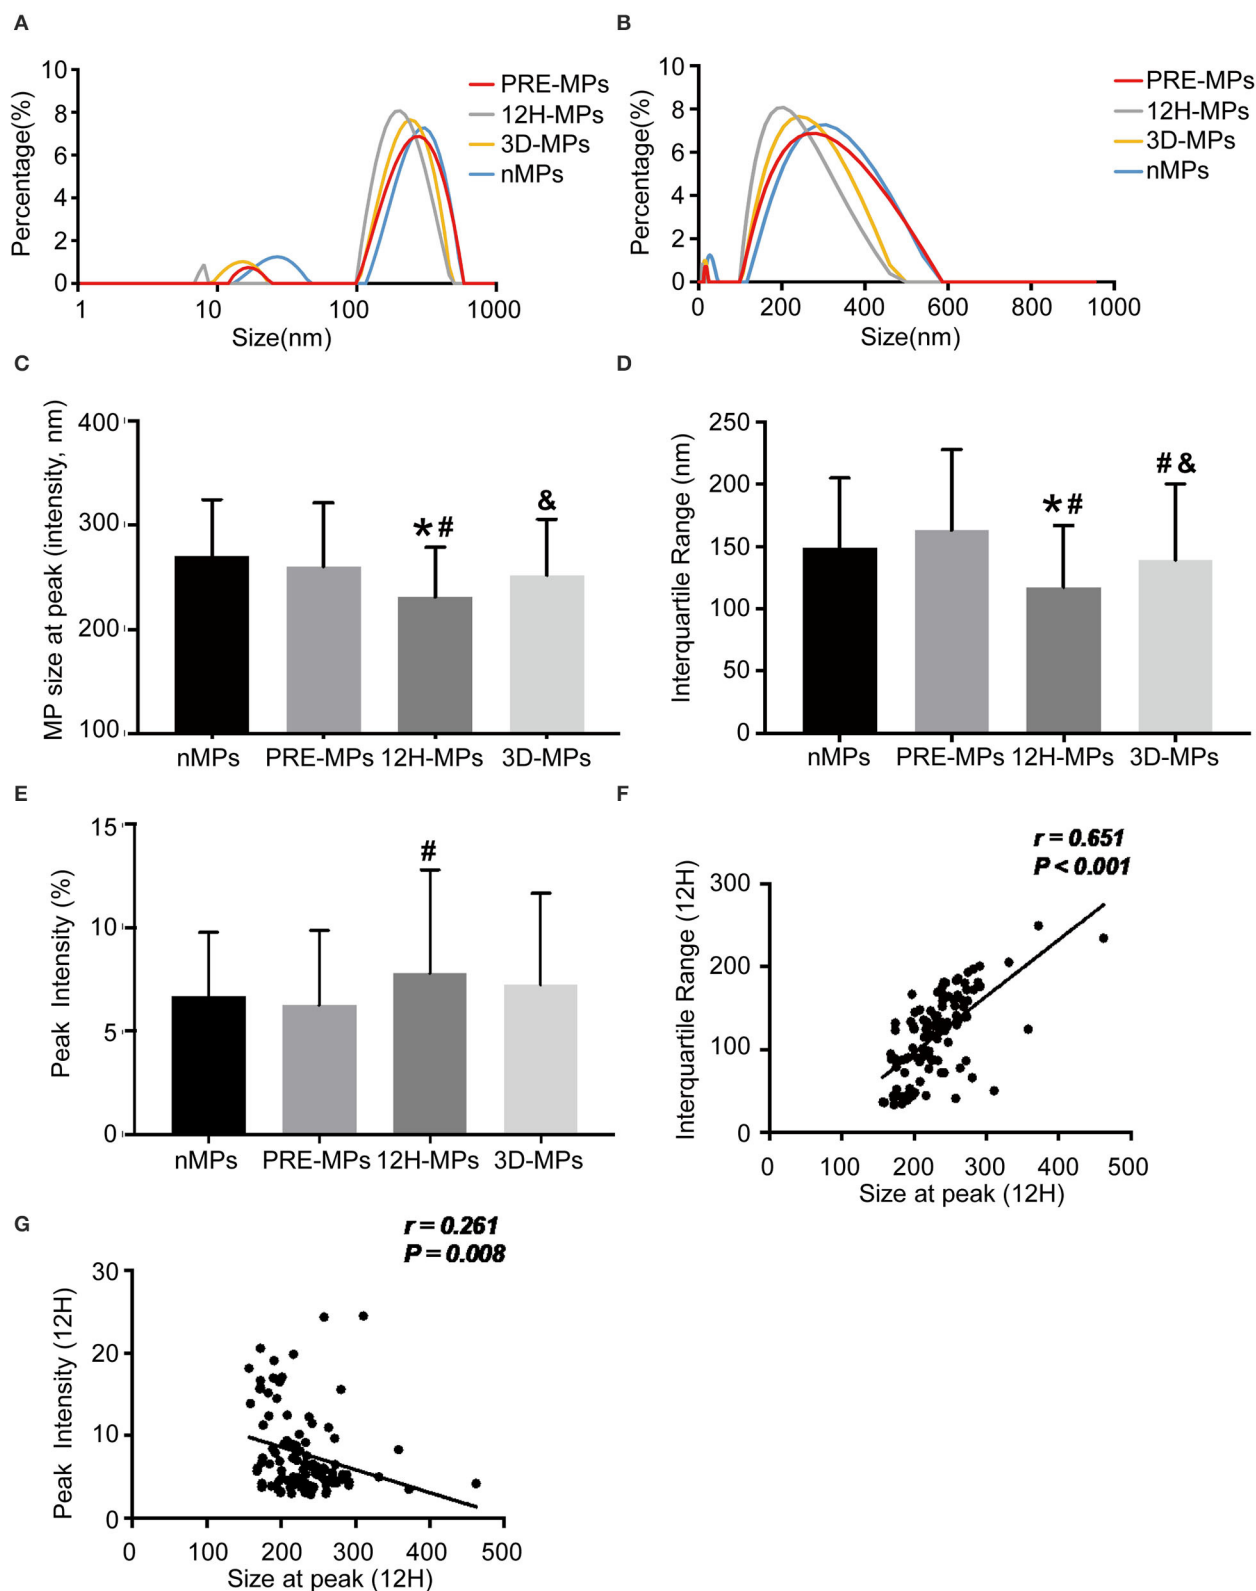 A
Percentage(%)
10
8
6
4
2
0
1
10
100
1000
Size(nm)
PRE-MPs
12H-MPs
3D-MPs
nMPs
B
Percentage(%)
10
8
6
4
2
0
0
200
400
600
800
1000
Size(nm)
PRE-MPs
12H-MPs
3D-MPs
nMPs
C
MP size at peak (intensity, nm)
400
300
200
100
*#
&
nMPs
PRE-MPs
12H-MPs
3D-MPs
D
Interquartile Range (nm)
250
200
150
100
50
0
*#
#&
nMPs
PRE-MPs
12H-MPs
3D-MPs
E
Peak Intensity (%)
15
10
5
0
#
nMPs
PRE-MPs
12H-MPs
3D-MPs
F
r = 0.651
P < 0.001
Interquartile Range (12H)
300
200
100
0
0
100
200
300
400
500
Size at peak (12H)
G
r = 0.261
P = 0.008
Peak Intensity (12H)
30
20
10
0
0
100
200
300
400
500
Size at peak (12H)